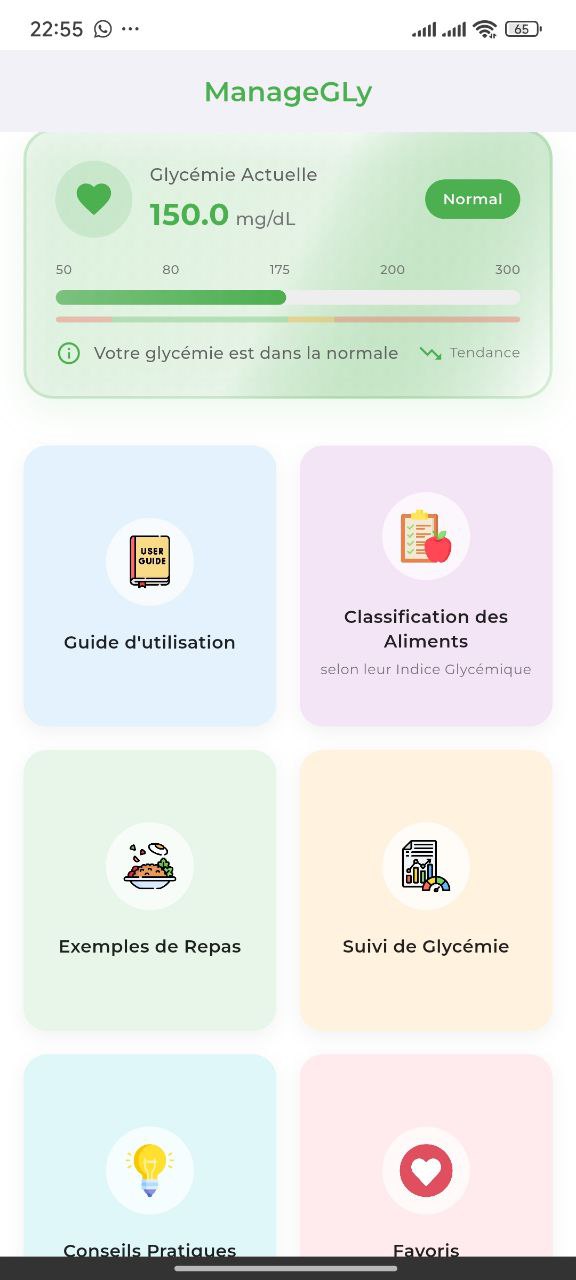 22:55
65
ManageGLy
Glycémie Actuelle
150.0 mg/dL
Normal
50 80 175 200 300
Votre glycémie est dans la normale
Tendance
USER
GUIDE
Guide d'utilisation
Classification des
Aliments
selon leur Indice Glycémique
Exemples de Repas
Suivi de Glycémie
Conseils Pratiques
Favoris